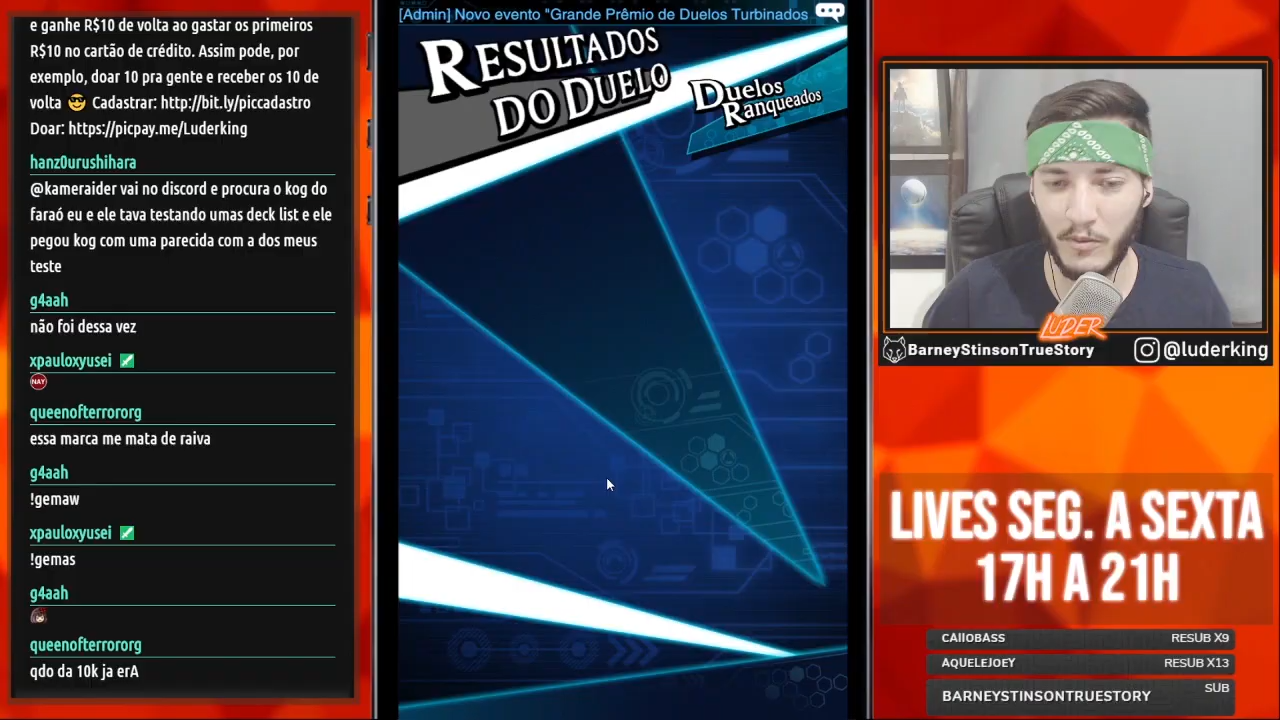 e ganhe R$10 de volta ao gastar os primeiros
R$10 no cartão de crédito. Assim pode, por
exemplo, doar 10 pra gente e receber os 10 de
volta 😎 Cadastrar: http://bit.ly/piccadastro
Doar: https://picpay.me/Luderking
hanz0urushihara
@kameraider vai no discord e procura o kog do
faraó eu e ele tava testando umas deck list e ele
pegou kog com uma parecida com a dos meus
teste
g4aah
não foi dessa vez
xpauloxyusei
NAY
queenofterrororg
essa marca me mata de raiva
g4aah
!gemaw
xpauloxyusei
!gemas
g4aah
queenofterrororg
qdo da 10k ja erA
[Admin] Novo evento "Grande Prêmio de Duelos Turbinados
RESULTADOS
DO DUELO
Duelos
Ranqueados
LUDER
BarneyStinsonTrueStory
@luderking
LIVES SEG. A SEXTA
17H A 21H
CAIIOBASS RESUB X9
AQUELEJOEY RESUB X13
BARNEYSTINSONTRUESTORY SUB